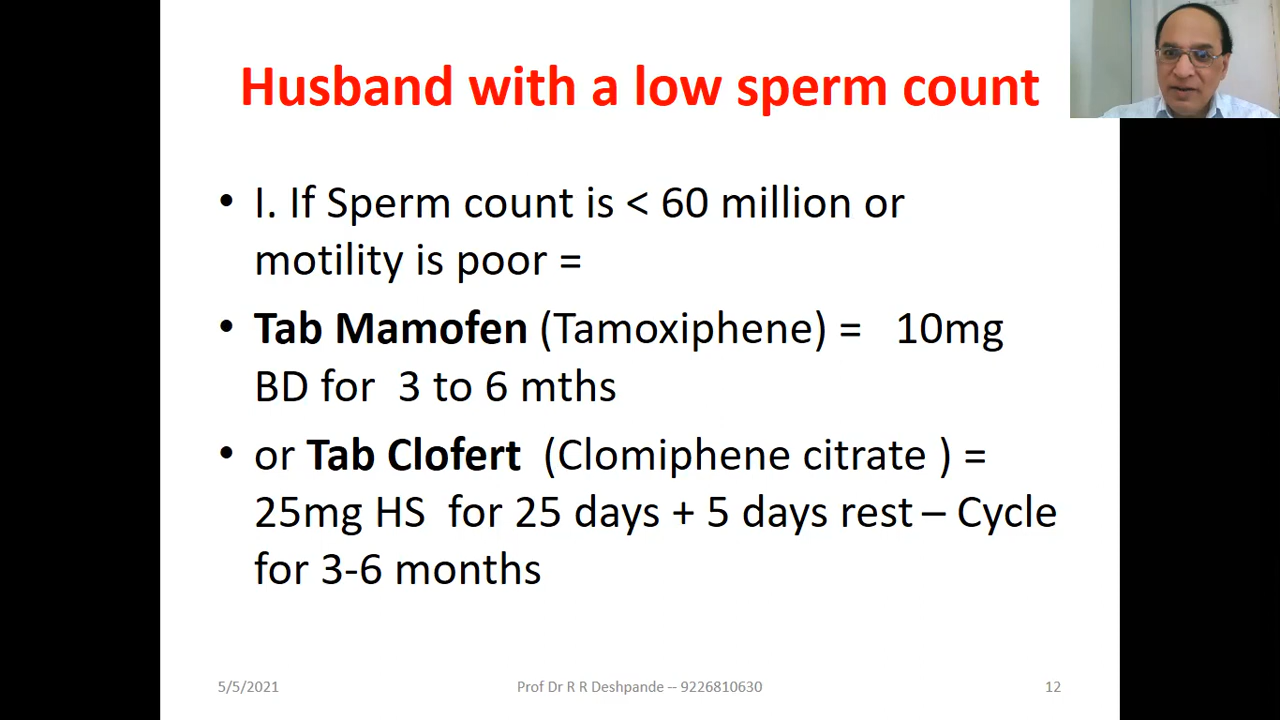 Husband with a low sperm count
• I. If Sperm count is < 60 million or
motility is poor =
• Tab Mamofen (Tamoxiphene) = 10mg
BD for 3 to 6 mths
• or Tab Clofert (Clomiphene citrate ) =
25mg HS for 25 days + 5 days rest – Cycle
for 3-6 months
5/5/2021
Prof Dr R R Deshpande -- 9226810630
12